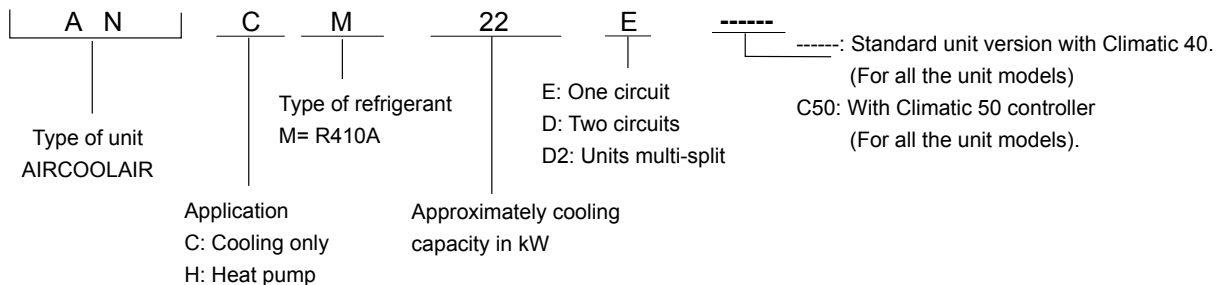 A N C M 22 E ------
------: Standard unit version with Climatic 40.
(For all the unit models)
C50: With Climatic 50 controller
(For all the unit models).
E: One circuit
D: Two circuits
D2: Units multi-split
Type of refrigerant
M= R410A
Type of unit
AIRCOOLAIR
Application
C: Cooling only
H: Heat pump
Approximately cooling
capacity in kW